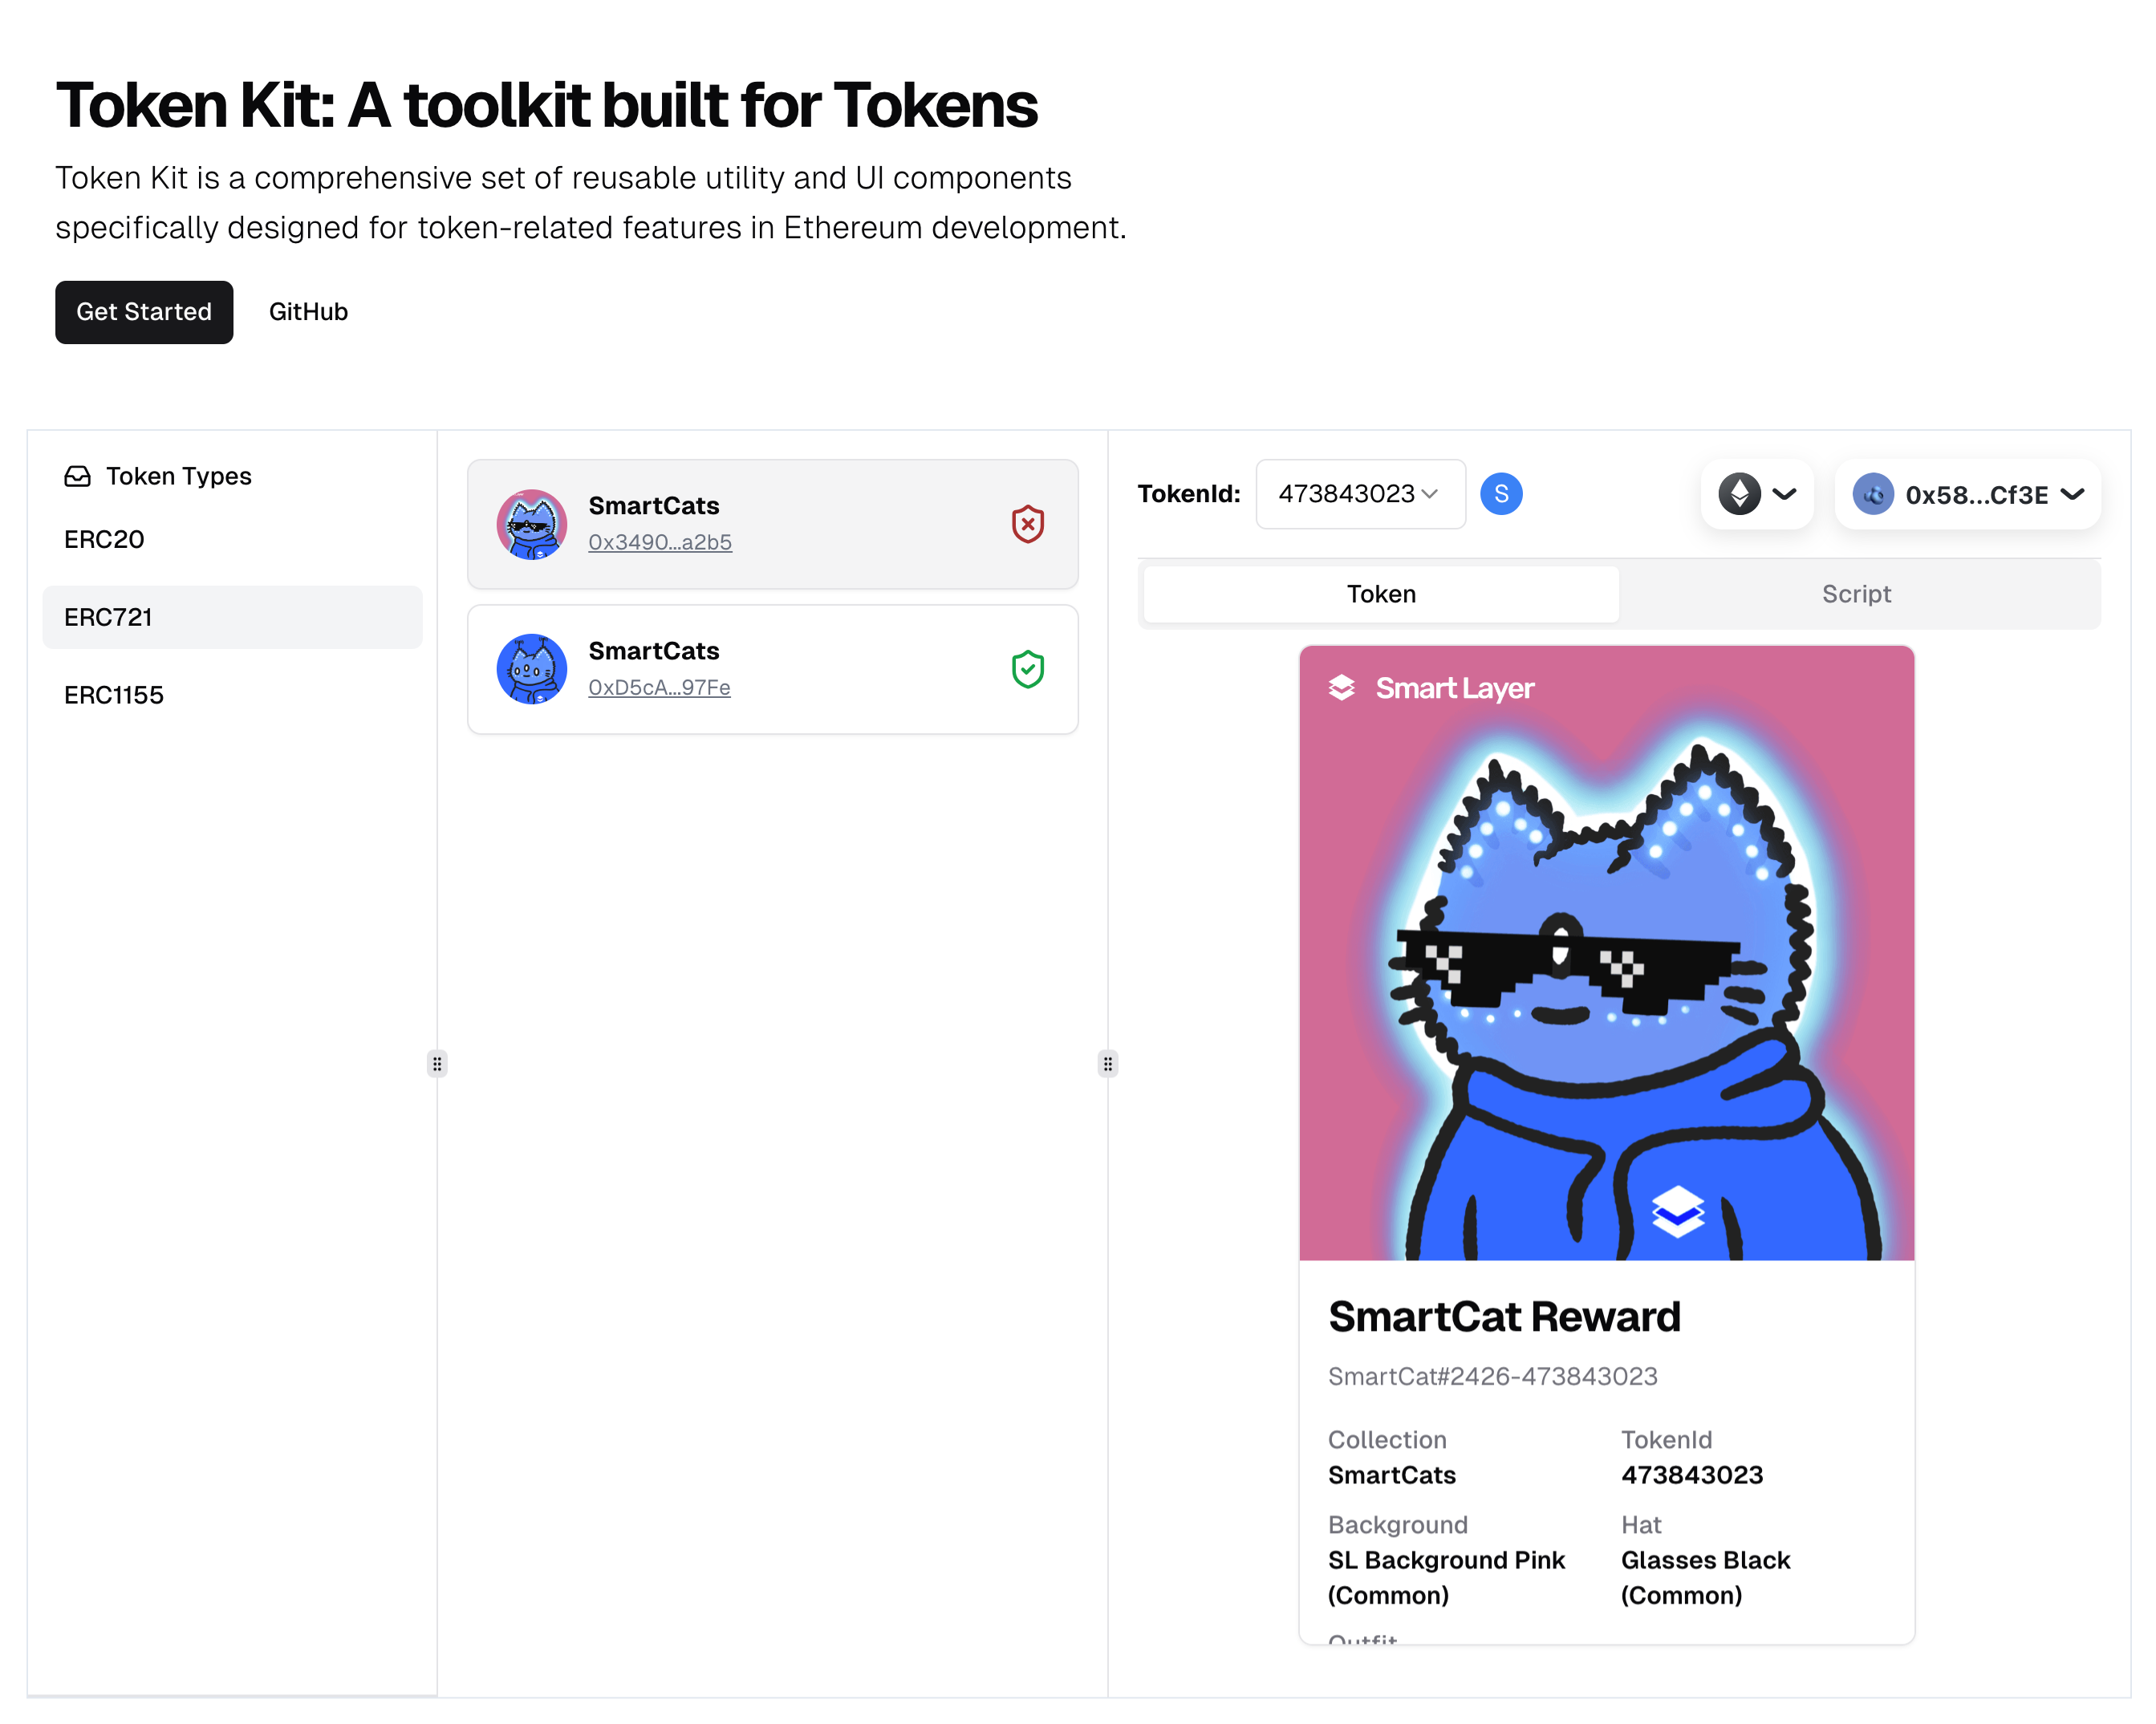 Token Kit: A toolkit built for Tokens
Token Kit is a comprehensive set of reusable utility and UI components
specifically designed for token-related features in Ethereum development.
Get Started
GitHub
Token Types
ERC20
ERC721
ERC1155
SmartCats
0x3490...a2b5
SmartCats
0xD5cA...97Fe
TokenId:
473843023
S
0x58...Cf3E
Token
Script
Smart Layer
SmartCat Reward
SmartCat#2426-473843023
Collection
TokenId
SmartCats
473843023
Background
Hat
SL Background Pink
(Common)
Glasses Black
(Common)
Outfit